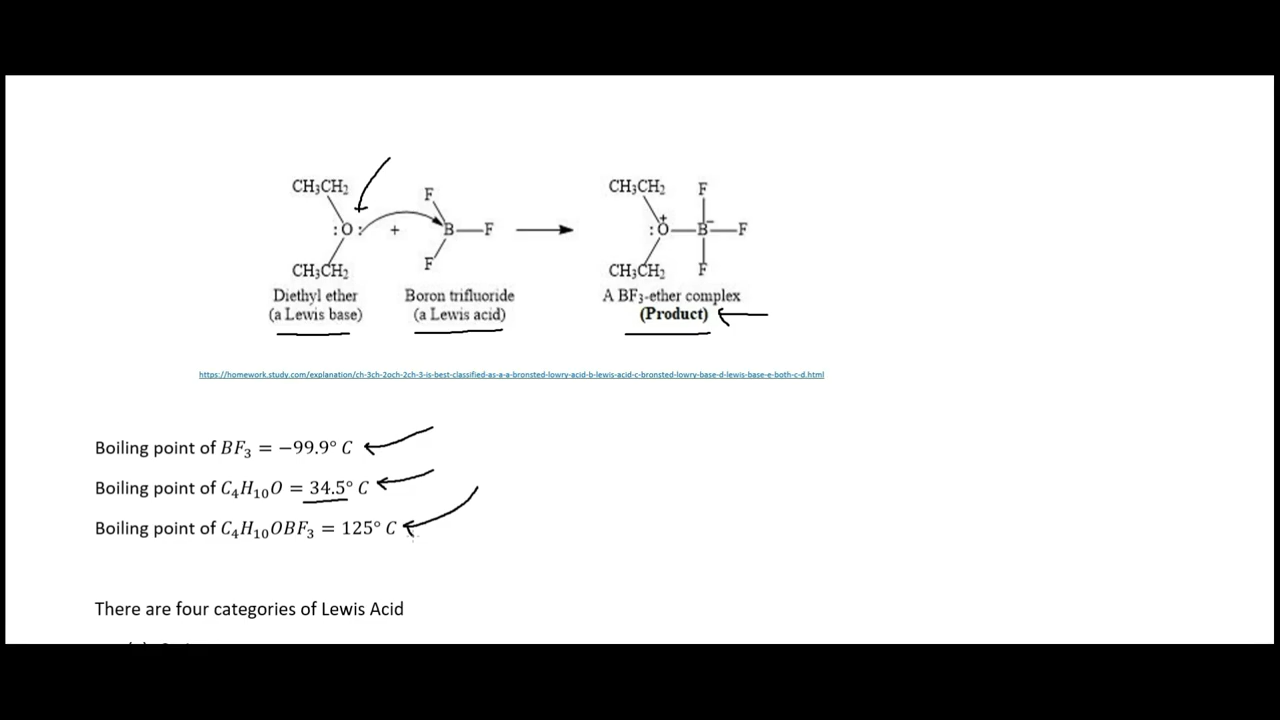 CH₃CH₂ F CH₃CH₂ F
:O: + B—F :O⁺—B⁻—F
CH₃CH₂ F CH₃CH₂ F
Diethyl ether Boron trifluoride A BF₃-ether complex
(a Lewis base) (a Lewis acid) (Product)
https://homework.study.com/explanation/ch-3ch-2och-2ch-3-is-best-classified-as-a-a-bronsted-lowry-acid-b-lewis-acid-c-bronsted-lowry-base-d-lewis-base-e-both-c-d.html
Boiling point of BF₃ = −99.9° C
Boiling point of C₄H₁₀O = 34.5° C
Boiling point of C₄H₁₀OBF₃ = 125° C
There are four categories of Lewis Acid